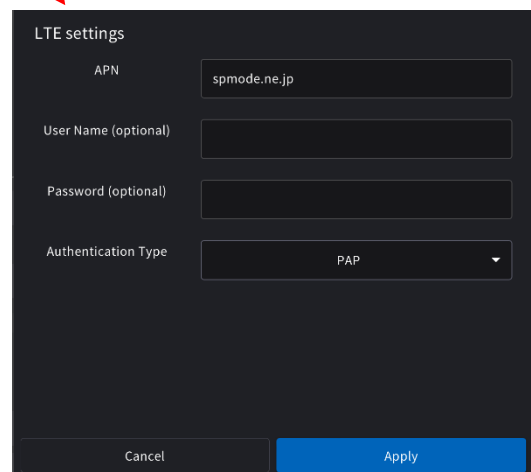 LTE settings
APN
spmode.ne.jp
User Name (optional)
Password (optional)
Authentication Type
PAP
Cancel
Apply